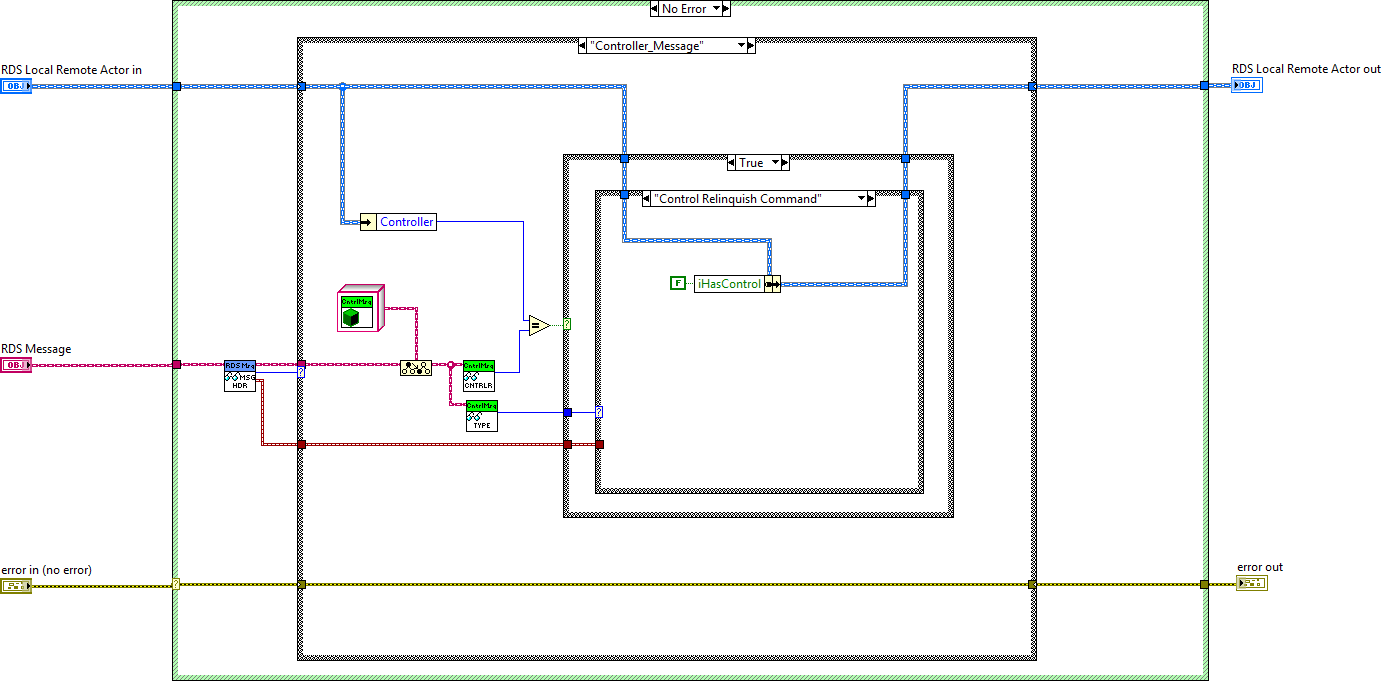 No Error
"Controller_Message"
RDS Local Remote Actor in
OBJ
RDS Local Remote Actor out
OBJ
True
"Control Relinquish Command"
Controller
F
iHasControl
CntrlMsg
?
RDS Message
OBJ
RDS Msg
MSG
HDR
?
CntrlMsg
CNTRLR
CntrlMsg
TYPE
?
error in (no error)
?
error out